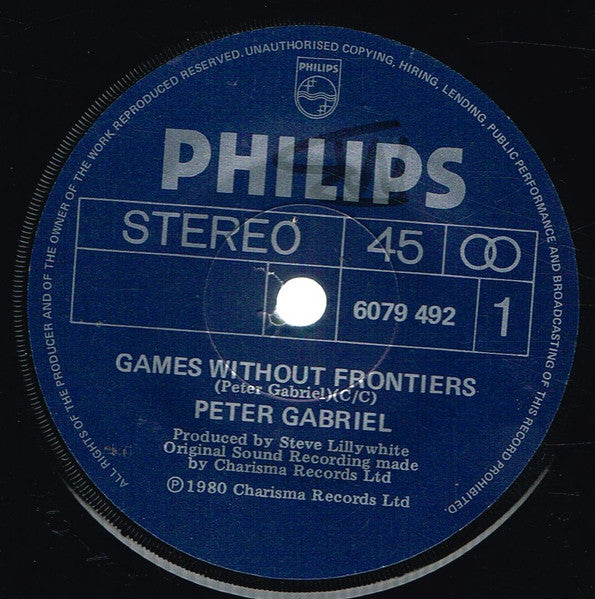 ALL RIGHTS OF THE PRODUCER AND OF THE OWNER OF THE WORK REPRODUCED RESERVED. UNAUTHORISED COPYING, HIRING, LENDING, PUBLIC PERFORMANCE AND BROADCASTING OF THIS RECORD PROHIBITED.
PHILIPS
PHILIPS
STEREO 45
6079 492 1
GAMES WITHOUT FRONTIERS
(Peter Gabriel)(C/C)
PETER GABRIEL
Produced by Steve Lillywhite
Original Sound Recording made
by Charisma Records Ltd
Ⓟ1980 Charisma Records Ltd